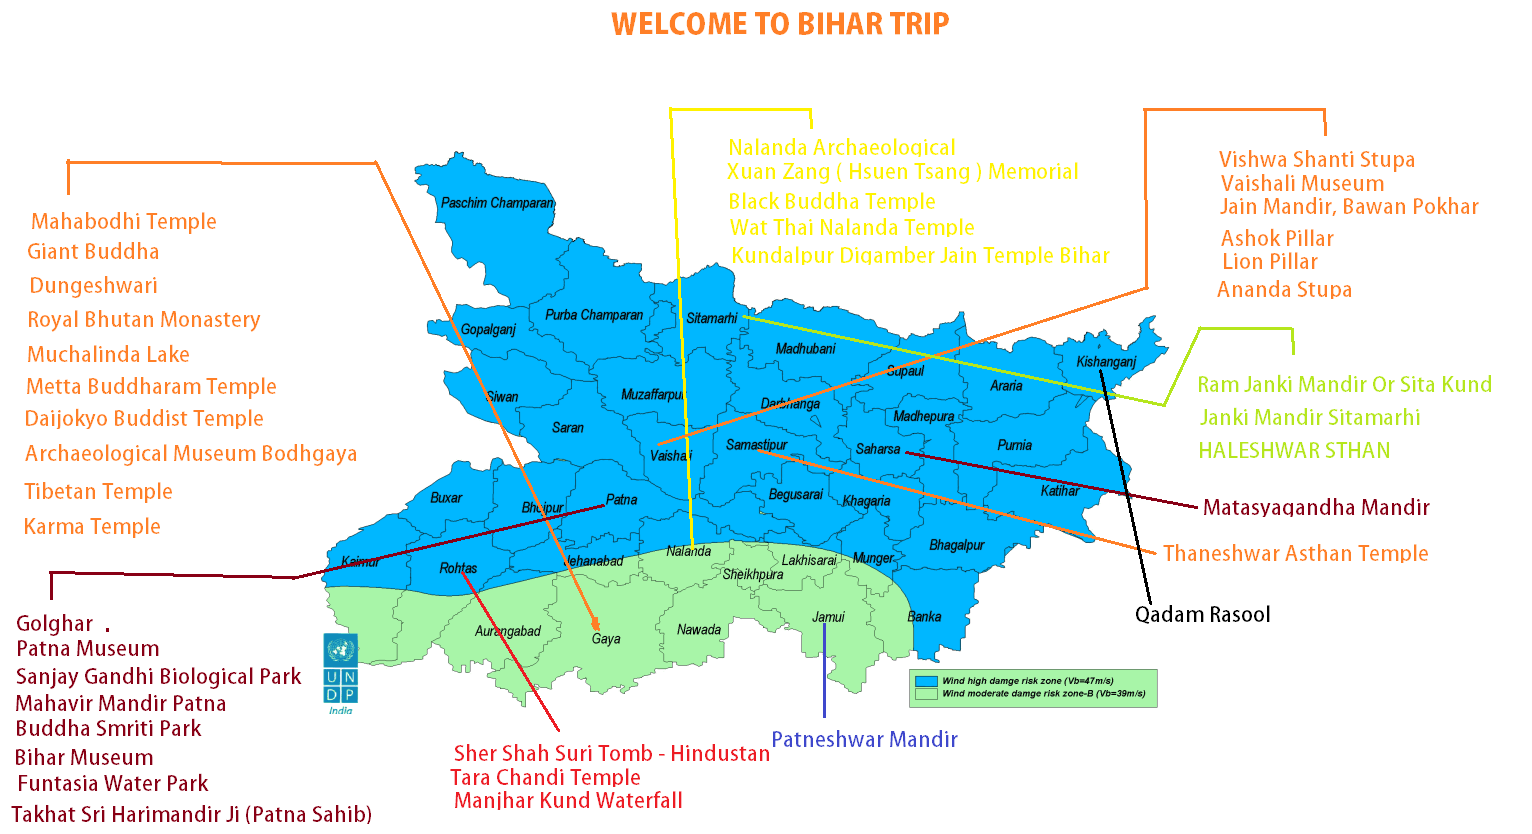 WELCOME TO BIHAR TRIP
Mahabodhi Temple
Giant Buddha
Dungeshwari
Royal Bhutan Monastery
Muchalinda Lake
Metta Buddharam Temple
Daijokyo Buddist Temple
Archaeological Museum Bodhgaya
Tibetan Temple
Karma Temple
Nalanda Archaeological
Xuan Zang ( Hsuen Tsang ) Memorial
Black Buddha Temple
Wat Thai Nalanda Temple
Kundalpur Digamber Jain Temple Bihar
Vishwa Shanti Stupa
Vaishali Museum
Jain Mandir, Bawan Pokhar
Ashok Pillar
Lion Pillar
Ananda Stupa
Ram Janki Mandir Or Sita Kund
Janki Mandir Sitamarhi
HALESHWAR STHAN
Matasyagandha Mandir
Thaneshwar Asthan Temple
Qadam Rasool
Paschim Champaran
Gopalganj
Purba Champaran
Sitamarhi
Madhubani
Supaul
Araria
Kishanganj
Siwan
Muzaffarpur
Darbhanga
Madhepura
Saran
Vaishali
Samastipur
Saharsa
Purnia
Buxar
Bhojpur
Patna
Begusarai
Khagaria
Katihar
Kaimur
Rohtas
Jehanabad
Nalanda
Sheikhpura
Lakhisarai
Munger
Bhagalpur
Aurangabad
Gaya
Nawada
Jamui
Banka
Golghar .
Patna Museum
Sanjay Gandhi Biological Park
Mahavir Mandir Patna
Buddha Smriti Park
Bihar Museum
Funtasia Water Park
Takhat Sri Harimandir Ji (Patna Sahib)
U N
D P
India
Sher Shah Suri Tomb - Hindustan
Tara Chandi Temple
Manjhar Kund Waterfall
Patneshwar Mandir
Wind high damge risk zone (Vb=47m/s)
Wind moderate damge risk zone-B (Vb=39m/s)